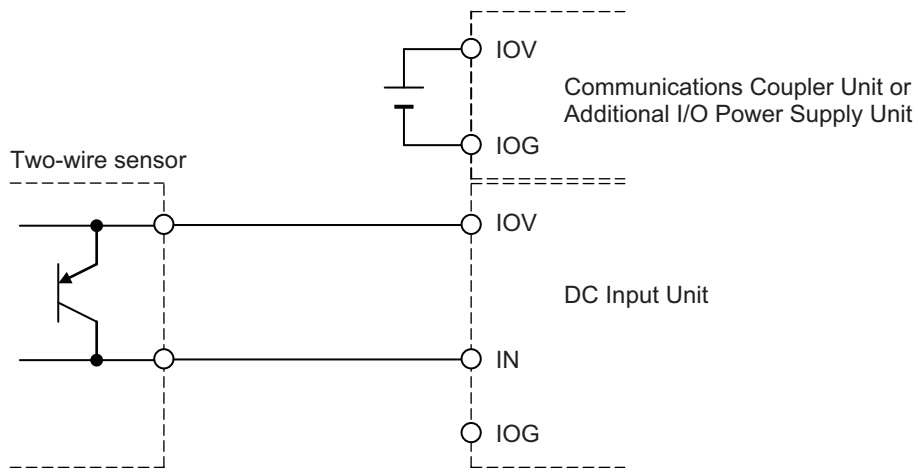 IOV
Communications Coupler Unit or
Additional I/O Power Supply Unit
IOG
Two-wire sensor
IOV
DC Input Unit
IN
IOG